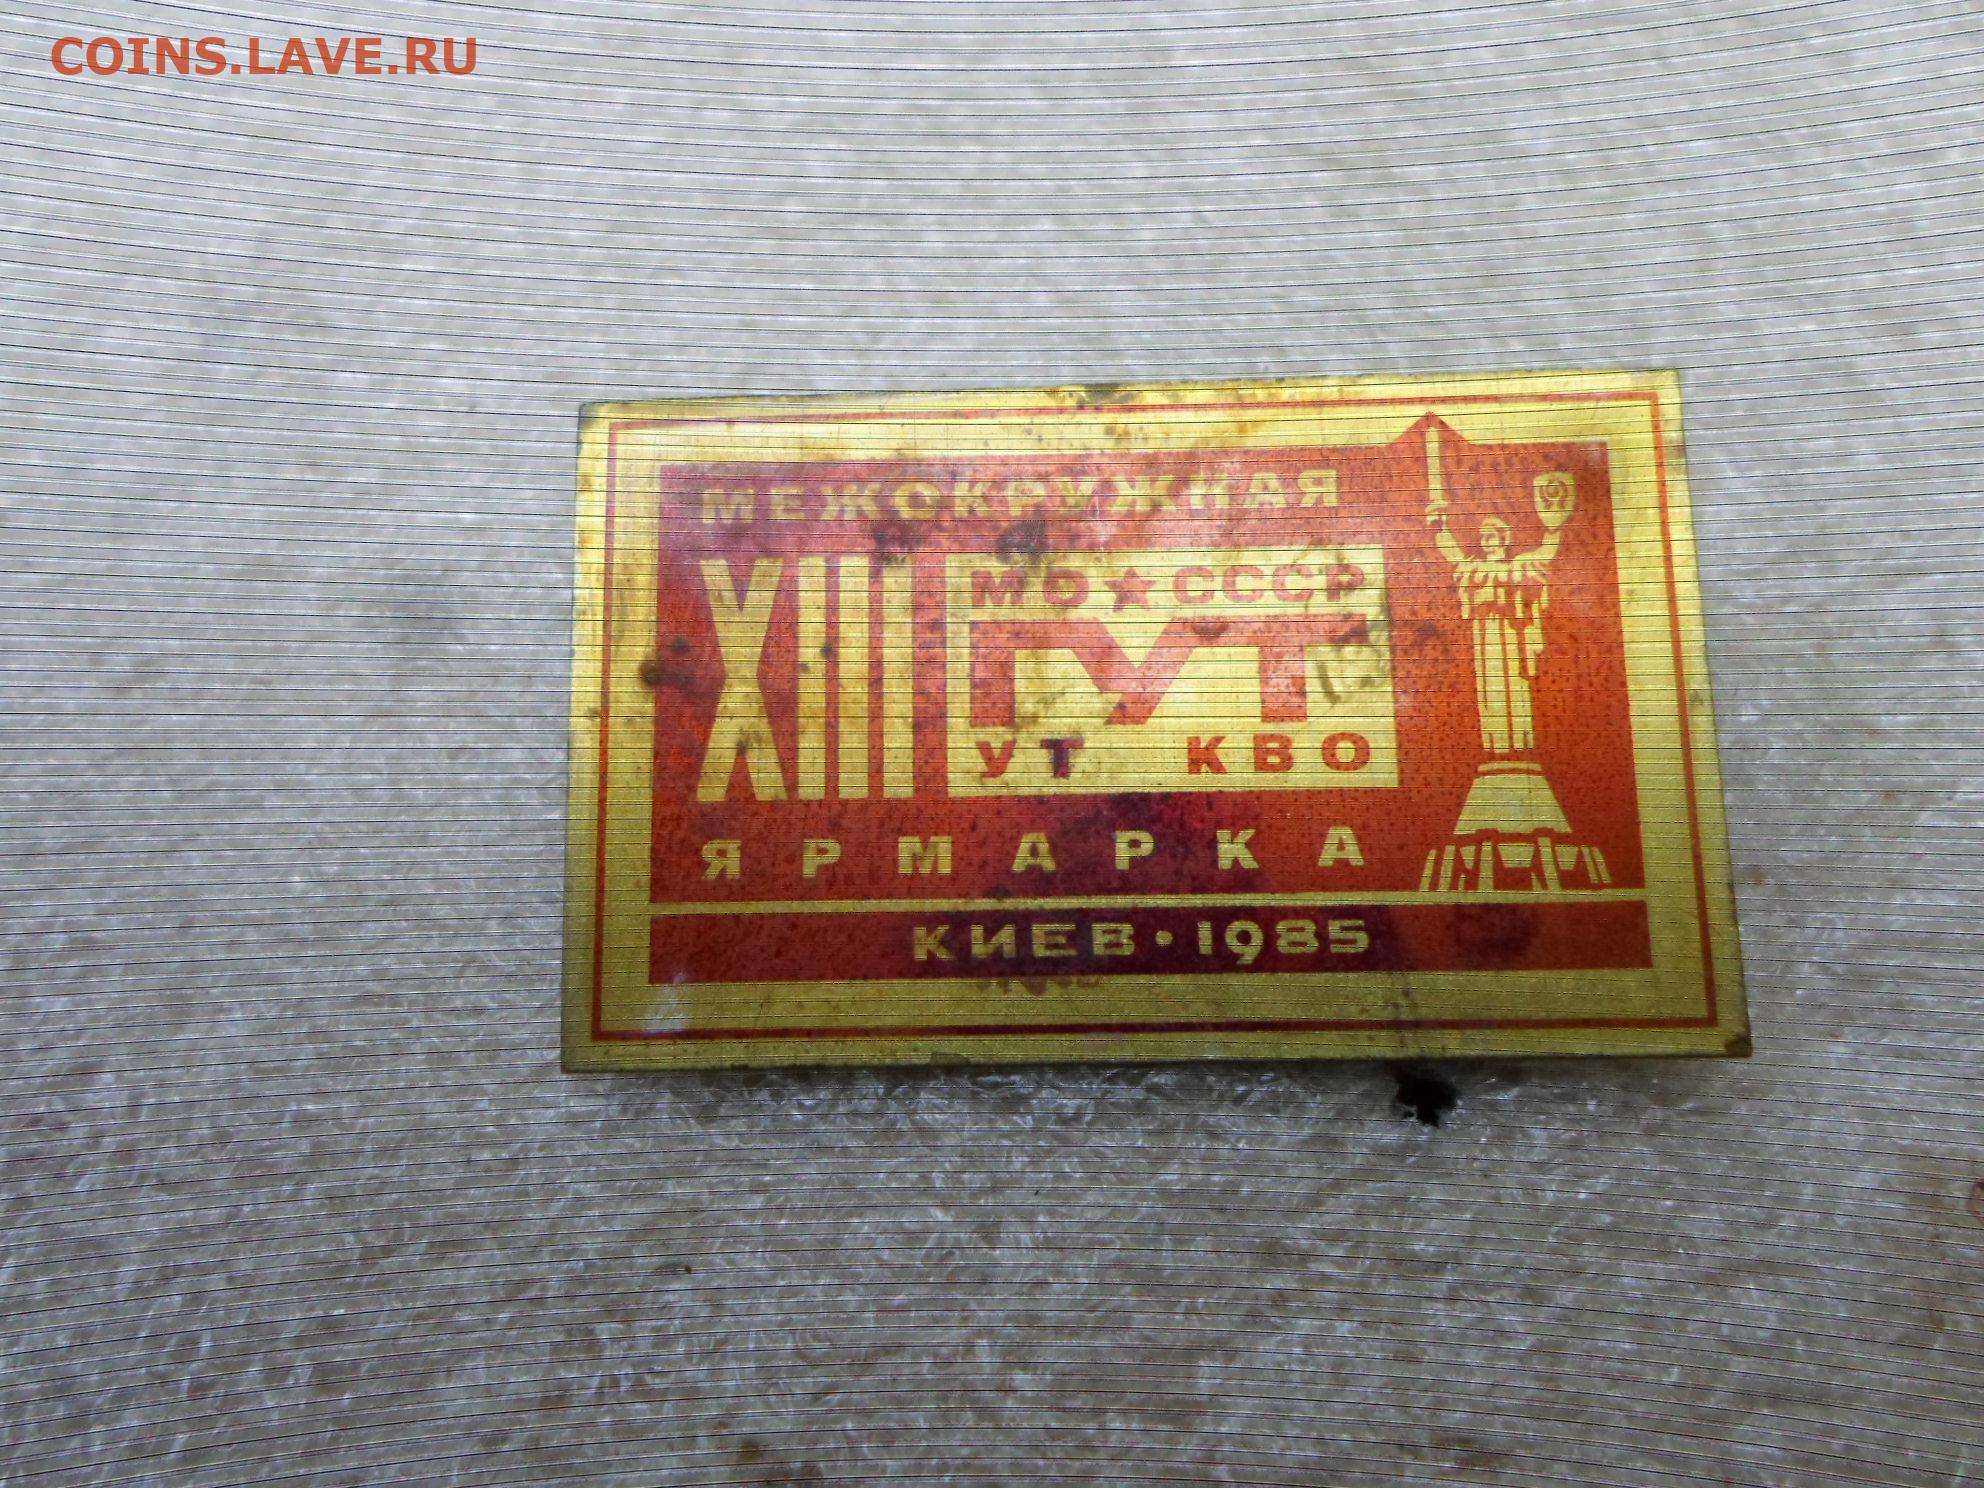 COINS.LAVE.RU
МЕЖОКРУЖНАЯ
XIII
МО★СССР
ГУТ
УТ КВО
ЯРМАРКА
КИЕВ•1985